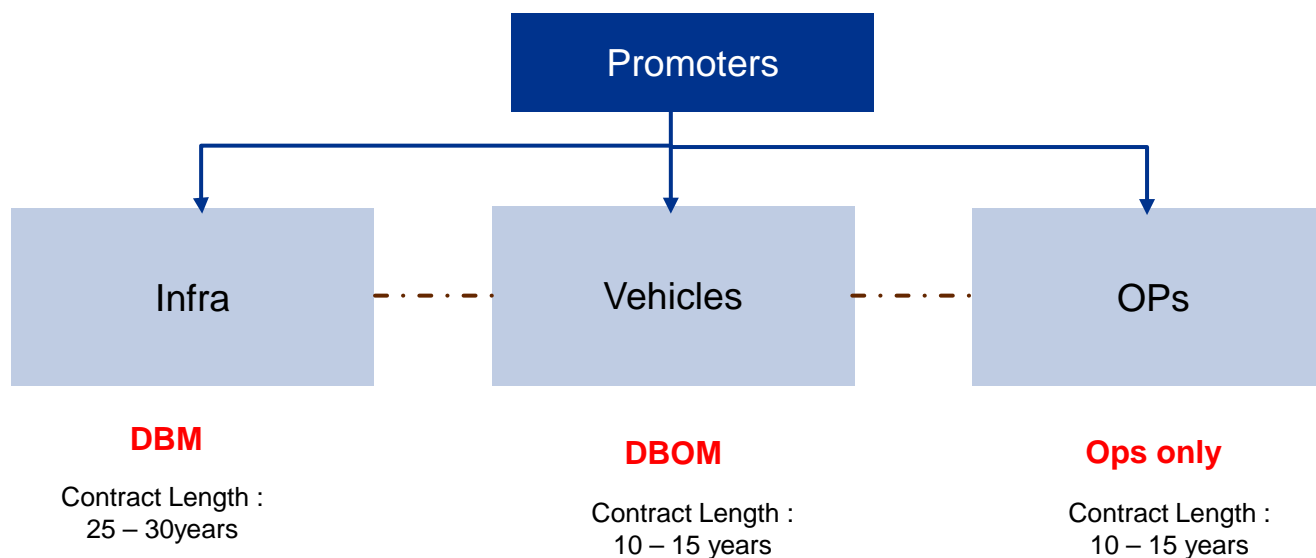 Promoters
Infra
Vehicles
OPs
DBM
DBOM
Ops only
Contract Length :
25 – 30years
Contract Length :
10 – 15 years
Contract Length :
10 – 15 years